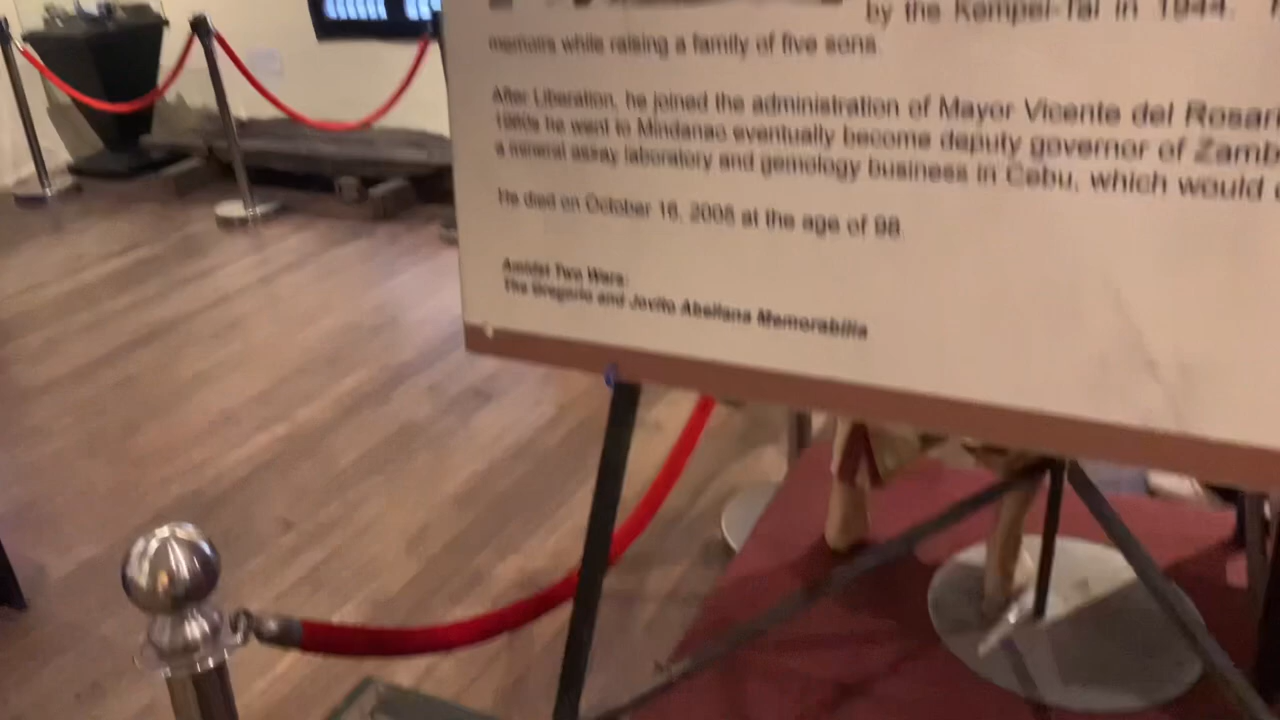 by the Kempei-Tai in 1944.
memoirs while raising a family of five sons.
After Liberation, he joined the administration of Mayor Vicente del Rosari
he went to Mindanao eventually become deputy governor of Zamb
a mineral assay laboratory and gemology business in Cebu, which would
He died on October 16, at the age of 98.
Amidst Two Wars:
The Gregorio and Jovito Abellana Memorabilia